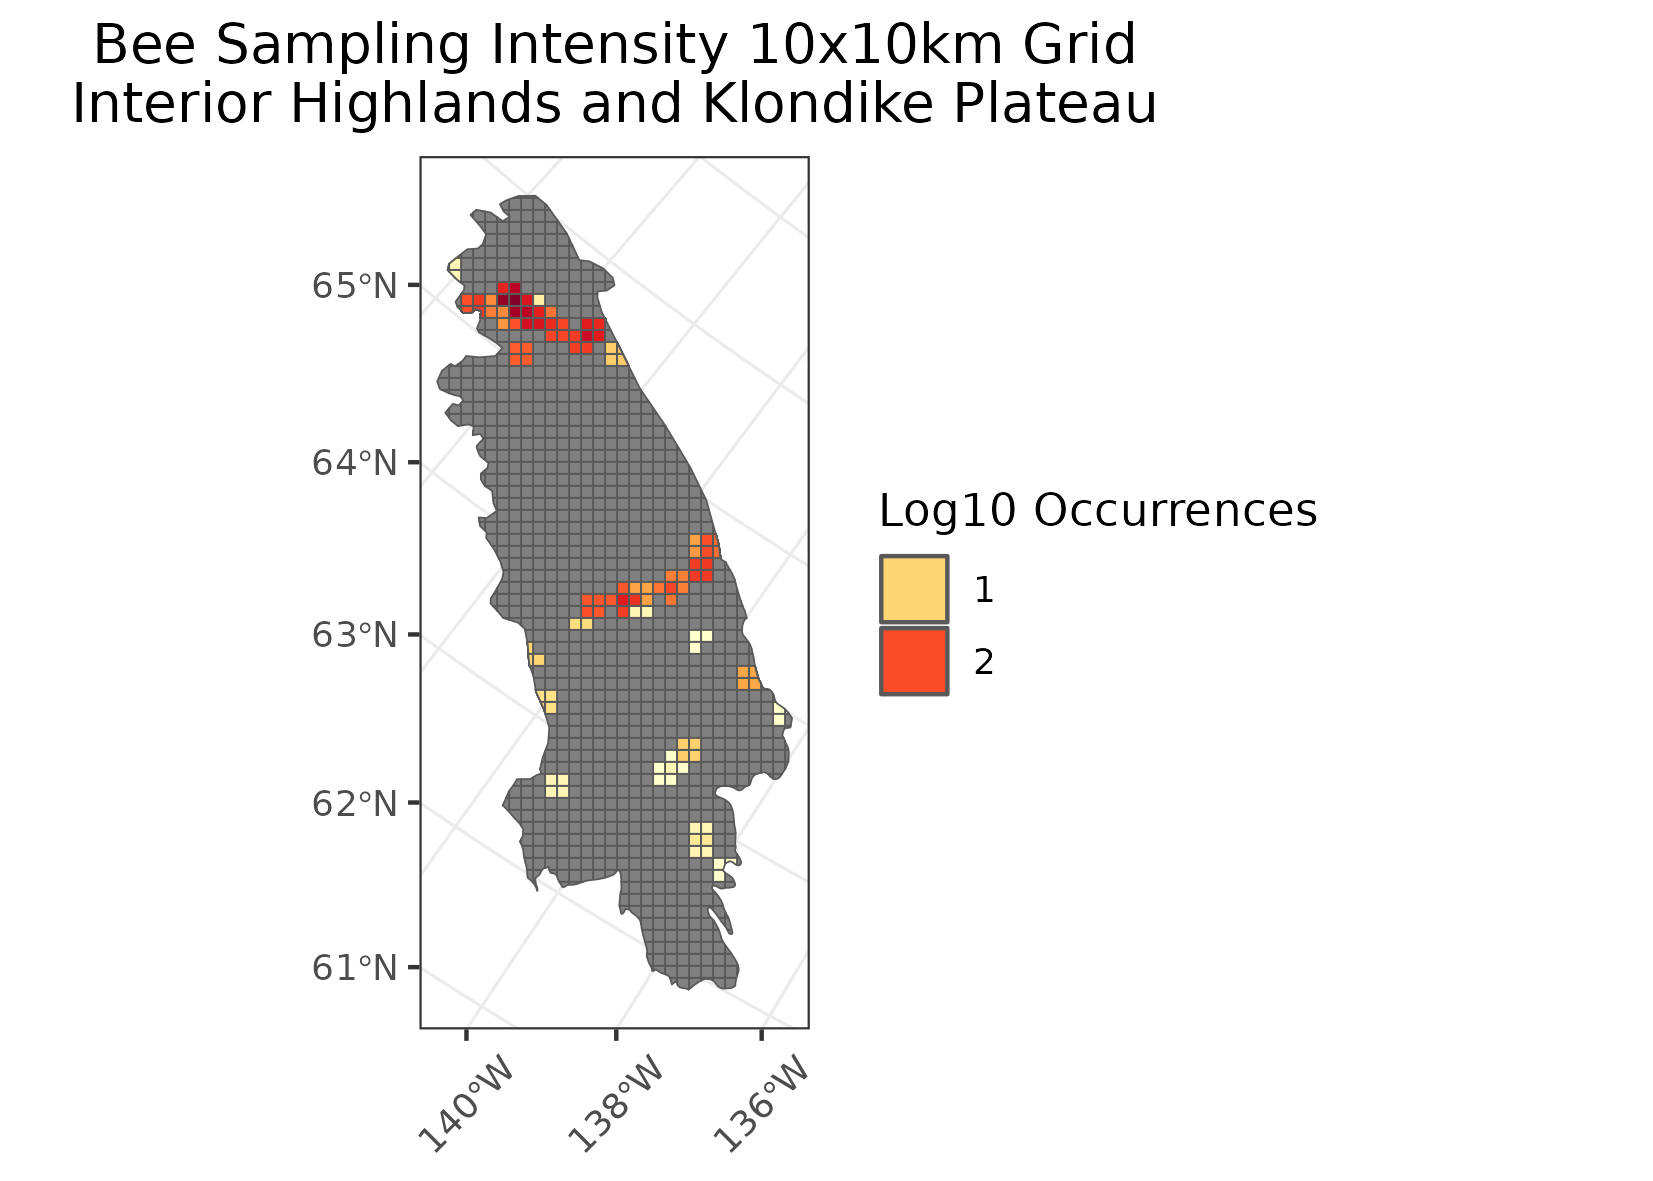 Bee Sampling Intensity 10x10km Grid
Interior Highlands and Klondike Plateau
65°N
64°N
63°N
62°N
61°N
140°W
138°W
136°W
Log10 Occurrences
1
2